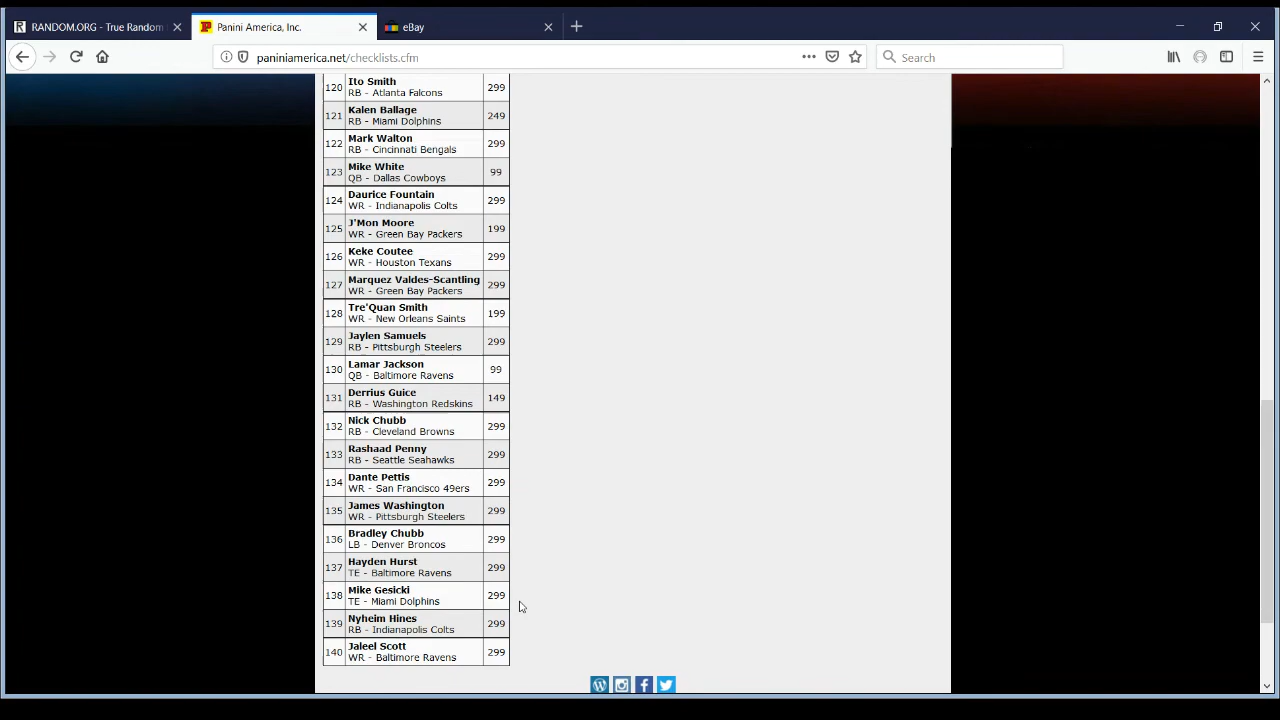 RANDOM.ORG - True Random
Panini America, Inc.
eBay
paniniamerica.net/checklists.cfm
Search
120 Ito Smith 299
RB - Atlanta Falcons
121 Kalen Ballage 249
RB - Miami Dolphins
122 Mark Walton 299
RB - Cincinnati Bengals
123 Mike White 99
QB - Dallas Cowboys
124 Daurice Fountain 299
WR - Indianapolis Colts
125 J'Mon Moore 199
WR - Green Bay Packers
126 Keke Coutee 299
WR - Houston Texans
127 Marquez Valdes-Scantling 299
WR - Green Bay Packers
128 Tre'Quan Smith 199
WR - New Orleans Saints
129 Jaylen Samuels 299
RB - Pittsburgh Steelers
130 Lamar Jackson 99
QB - Baltimore Ravens
131 Derrius Guice 149
RB - Washington Redskins
132 Nick Chubb 299
RB - Cleveland Browns
133 Rashaad Penny 299
RB - Seattle Seahawks
134 Dante Pettis 299
WR - San Francisco 49ers
135 James Washington 299
WR - Pittsburgh Steelers
136 Bradley Chubb 299
LB - Denver Broncos
137 Hayden Hurst 299
TE - Baltimore Ravens
138 Mike Gesicki 299
TE - Miami Dolphins
139 Nyheim Hines 299
RB - Indianapolis Colts
140 Jaleel Scott 299
WR - Baltimore Ravens